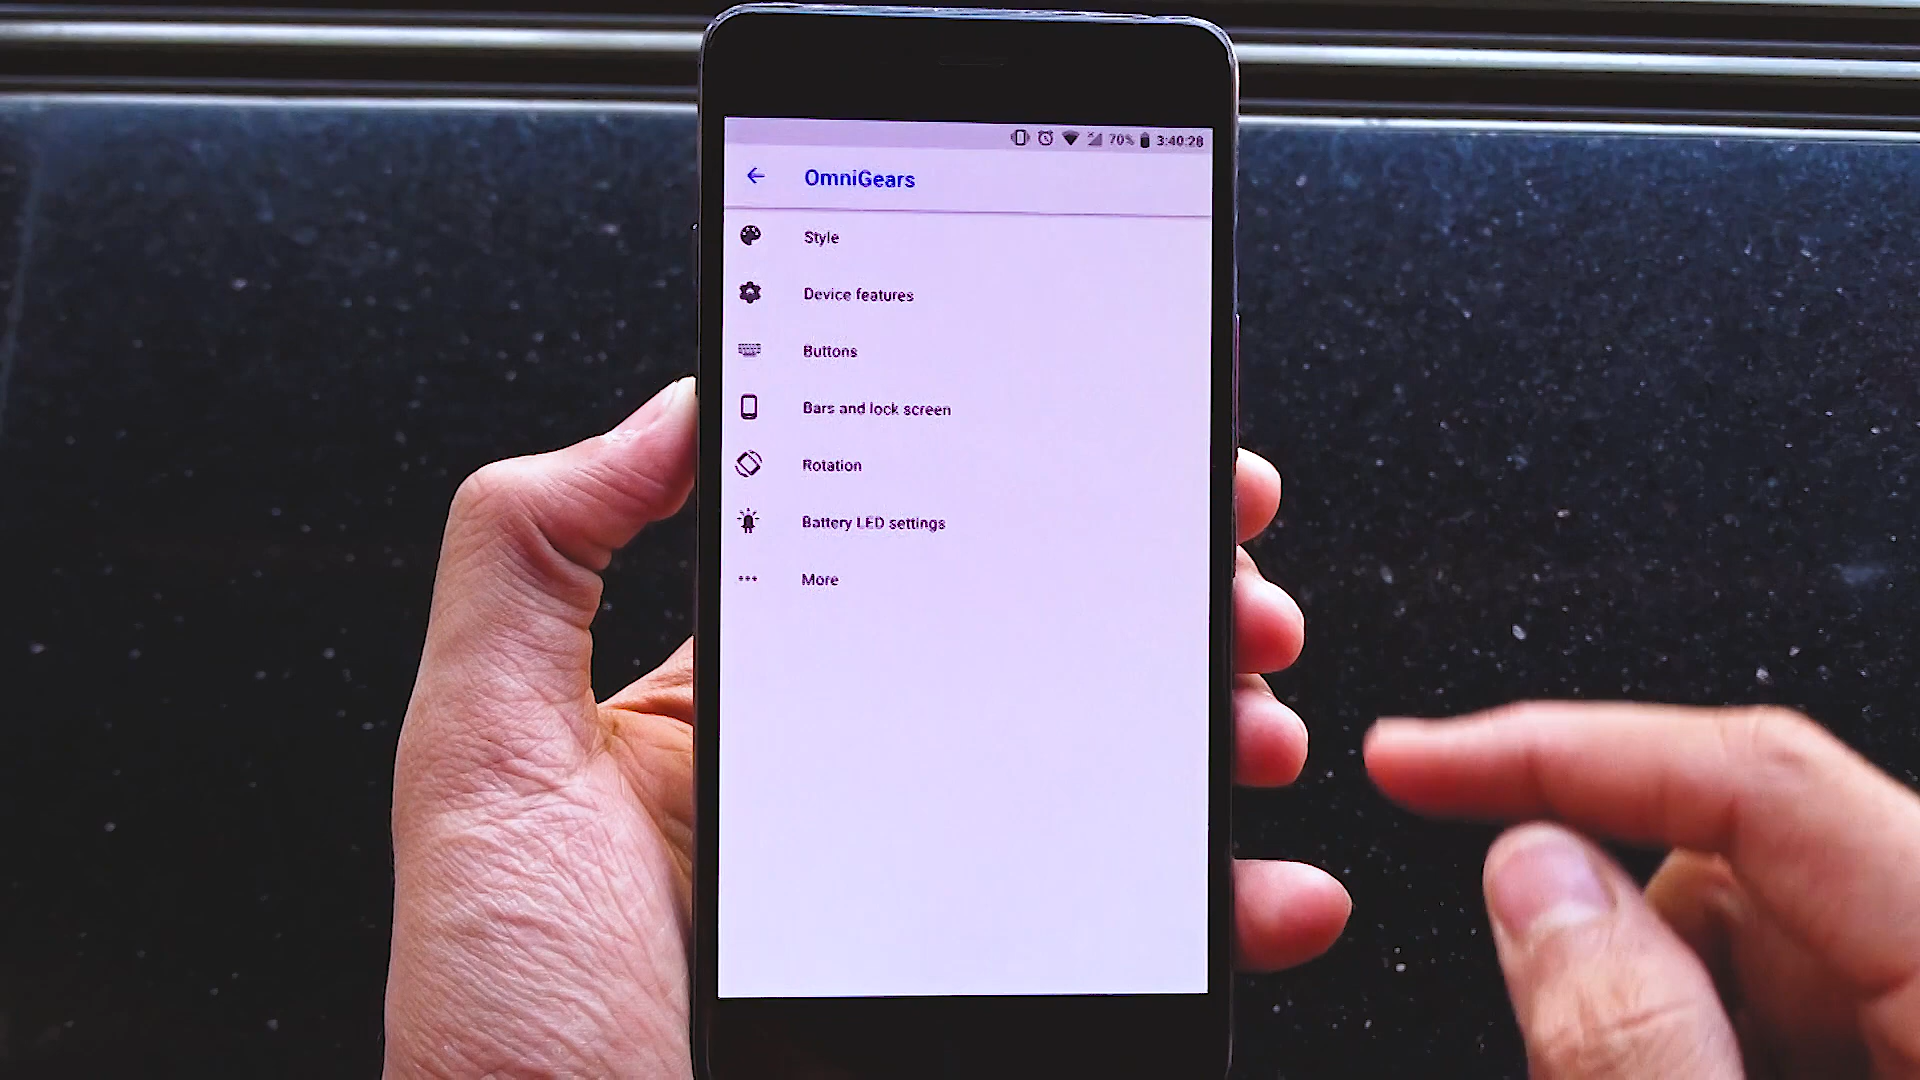 70% 3:40:28
OmniGears
Style
Device features
Buttons
Bars and lock screen
Rotation
Battery LED settings
More